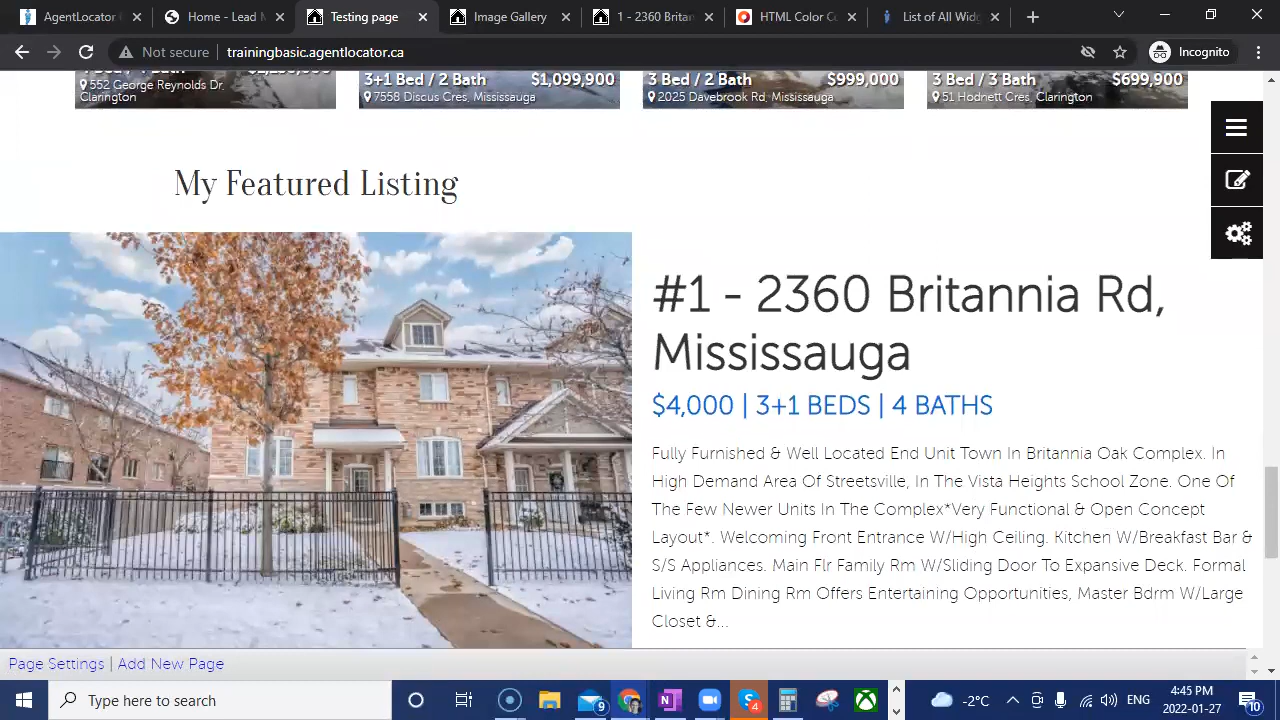 AgentLocator
Home - Lead M
Testing page
Image Gallery
1 - 2360 Britan
HTML Color Co
List of All Widg
Not secure
trainingbasic.agentlocator.ca
Incognito
552 George Reynolds Dr,
Clarington
3+1 Bed / 2 Bath $1,099,900
7558 Discus Cres, Mississauga
3 Bed / 2 Bath $999,000
2025 Davebrook Rd, Mississauga
3 Bed / 3 Bath $699,900
51 Hodnett Cres, Clarington
My Featured Listing
#1 - 2360 Britannia Rd,
Mississauga
$4,000 | 3+1 BEDS | 4 BATHS
Fully Furnished & Well Located End Unit Town In Britannia Oak Complex. In
High Demand Area Of Streetsville, In The Vista Heights School Zone. One Of
The Few Newer Units In The Complex*Very Functional & Open Concept
Layout*. Welcoming Front Entrance W/High Ceiling. Kitchen W/Breakfast Bar &
S/S Appliances. Main Flr Family Rm W/Sliding Door To Expansive Deck. Formal
Living Rm Dining Rm Offers Entertaining Opportunities, Master Bdrm W/Large
Closet &...
Page Settings | Add New Page
Type here to search
9
4
-2°C
ENG
4:45 PM
2022-01-27
10